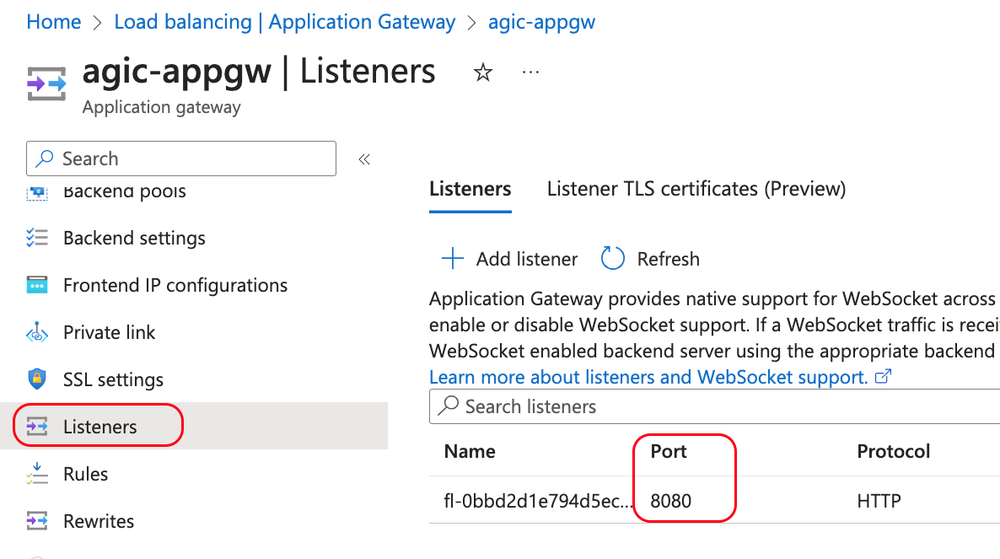 Home > Load balancing | Application Gateway > agic-appgw
agic-appgw | Listeners
Application gateway
Search
Backend pools
Backend settings
Frontend IP configurations
Private link
SSL settings
Listeners
Rules
Rewrites
Listeners Listener TLS certificates (Preview)
Add listener Refresh
Application Gateway provides native support for WebSocket across
enable or disable WebSocket support. If a WebSocket traffic is recei
WebSocket enabled backend server using the appropriate backend
Learn more about listeners and WebSocket support.
Search listeners
Name Port Protocol
fl-0bbd2d1e794d5ec... 8080 HTTP